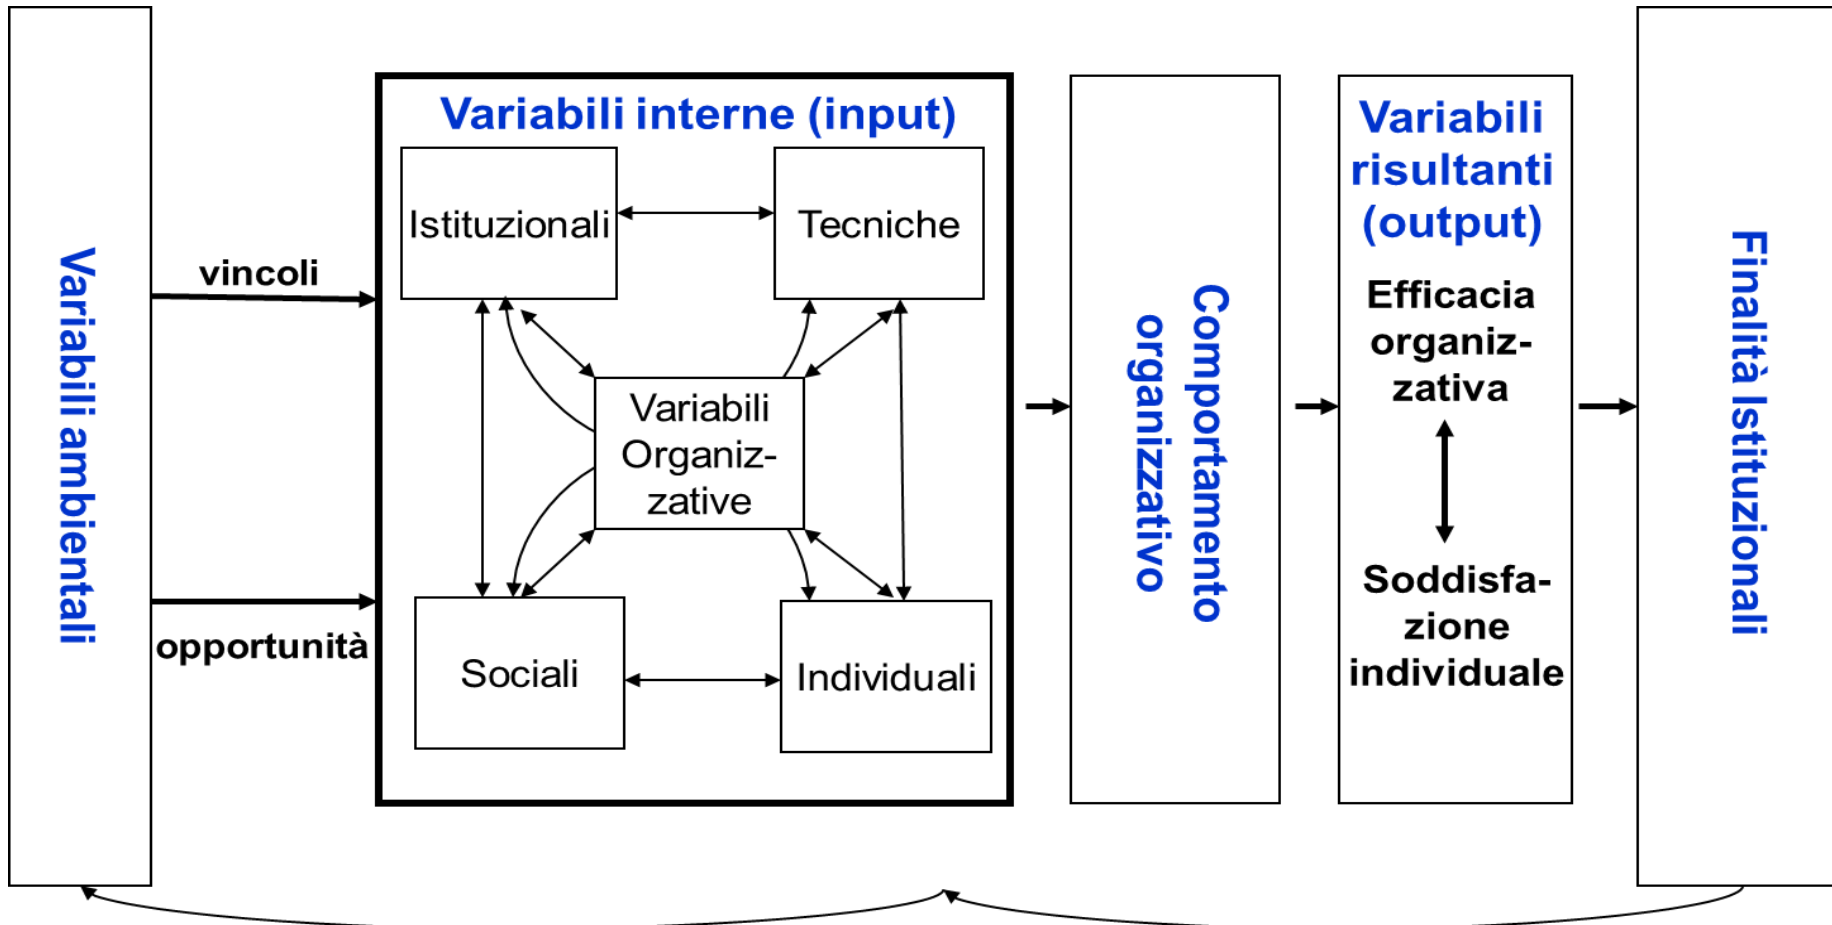 Variabili ambientali
vincoli
opportunità
Variabili interne (input)
Istituzionali
Tecniche
Variabili
Organiz-
zative
Sociali
Individuali
Comportamento
organizzativo
Variabili
risultanti
(output)
Efficacia
organiz-
zativa
Soddisfa-
zione
individuale
Finalità Istituzionali